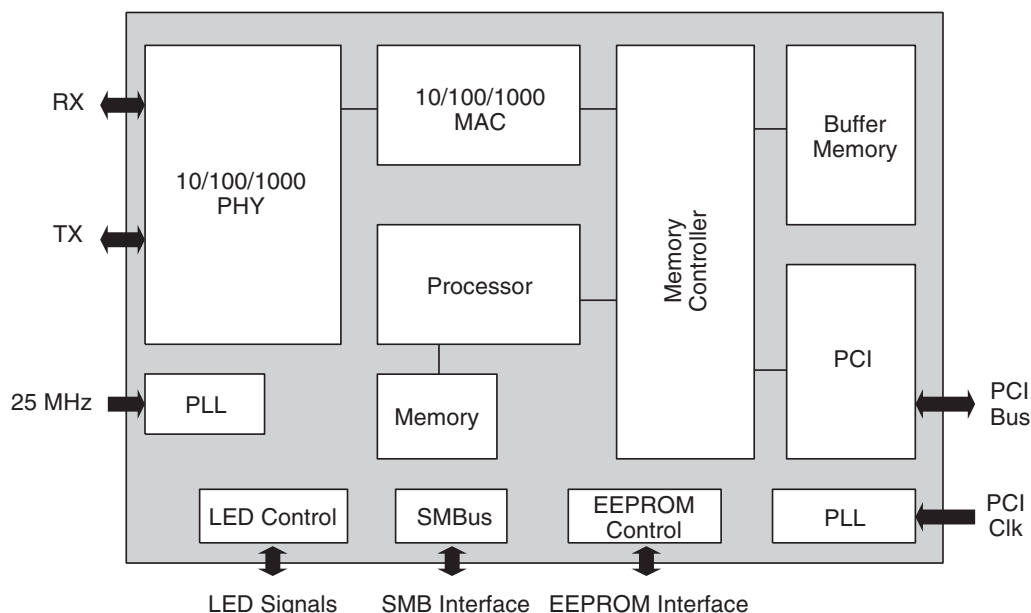 RX
TX
25 MHz
10/100/1000
PHY
10/100/1000
MAC
Processor
Memory
PLL
Memory
Controller
Buffer
Memory
PCI
PCI
Bus
LED Control
SMBus
EEPROM
Control
PLL
PCI
Clk
LED Signals
SMB Interface
EEPROM Interface